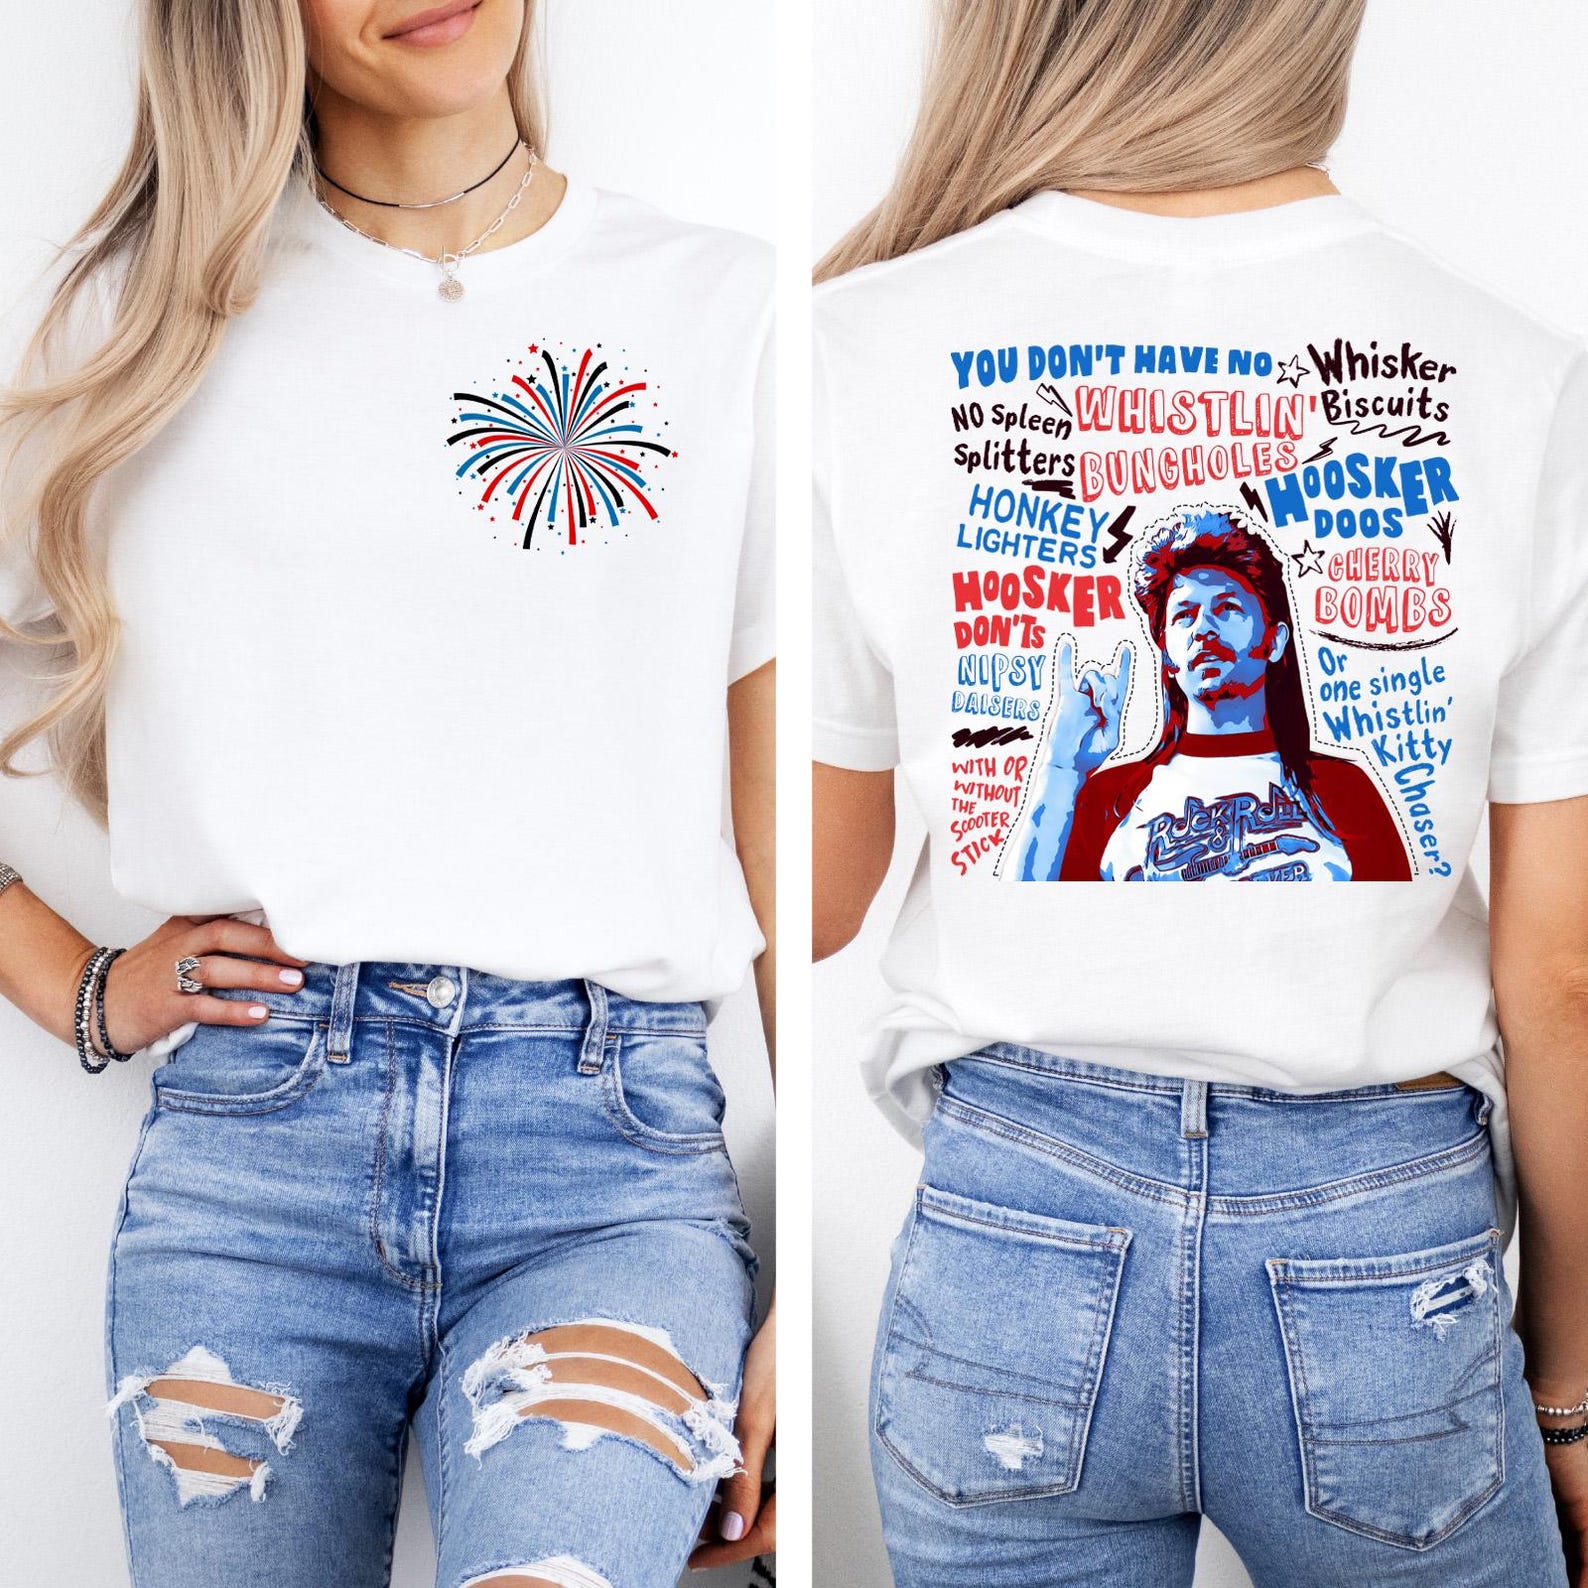 YOU DON'T HAVE NO
NO Spleen
Splitters
WHISTLIN'
BUNGHOLES
Whisker
Biscuits
HONKEY
LIGHTERS
HOOSKER
DOOS
HOOSKER
DON'TS
CHERRY
BOMBS
NIPSY
DAISERS
WITH OR
WITHOUT
THE
SCOOTER
STICK
Or
one single
Whistlin'
Kitty
Chaser?
ROCK & ROLL